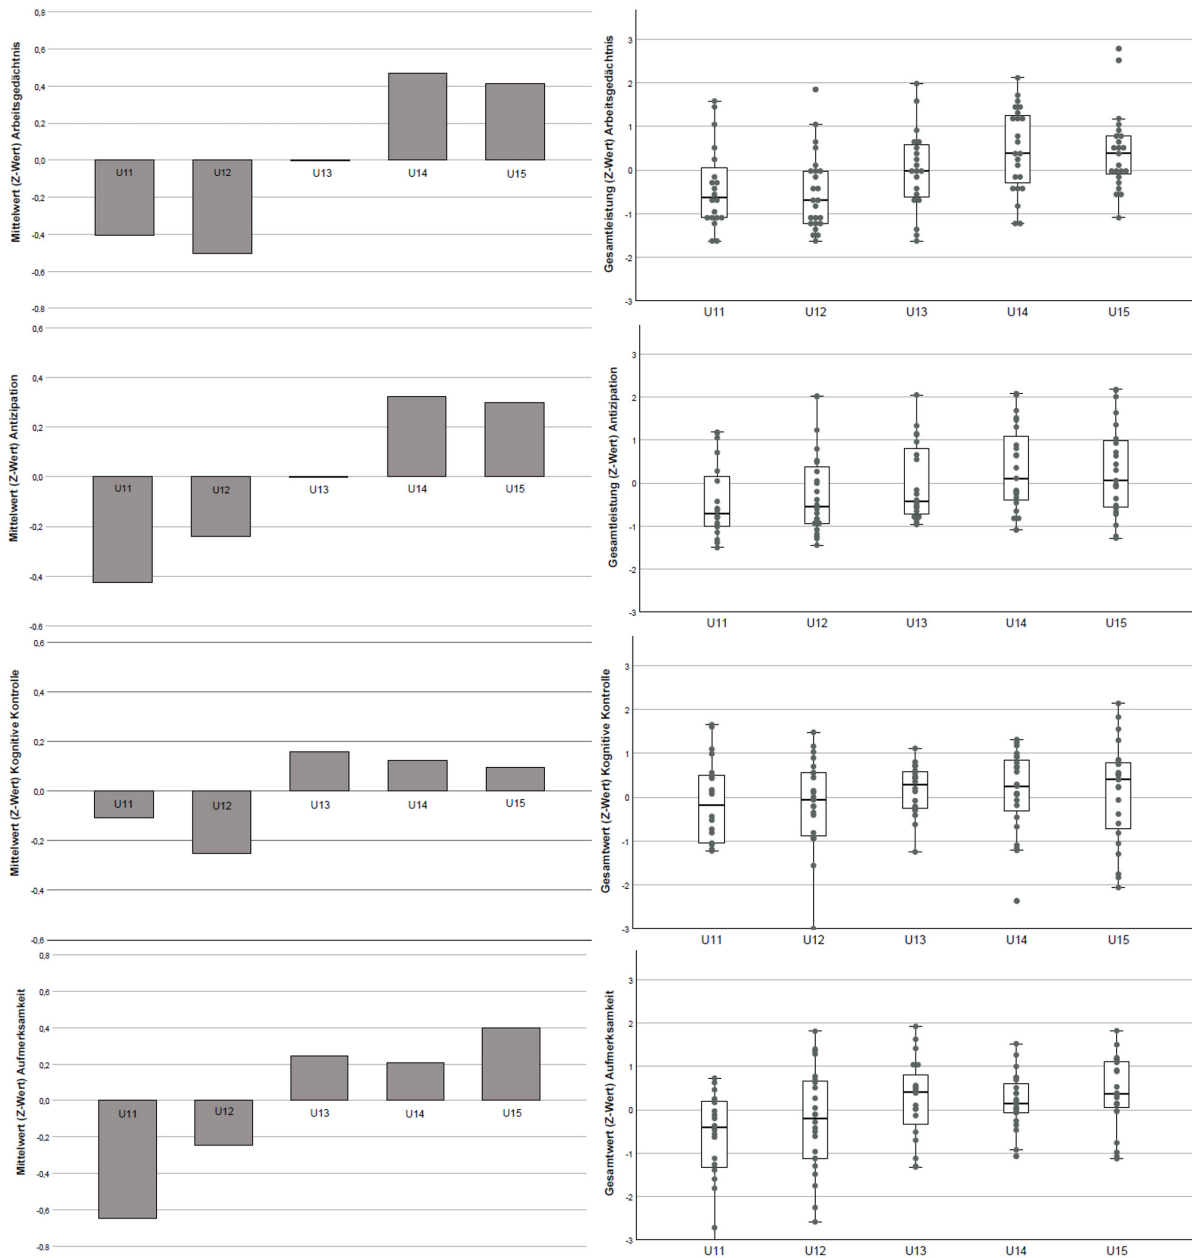 Mittelwert (Z-Wert) Arbeitsgedächtnis
0,8
0,6
0,4
0,2
0,0
-0,2
-0,4
-0,6
-0.8
U11
U12
U13
U14
U15
Gesamtleistung (Z-Wert) Arbeitsgedächtnis
3
2
1
0
-1
-2
-3
U11
U12
U13
U14
U15
Mittelwert (Z-Wert) Antizipation
0,6
0,4
0,2
0,0
-0,2
-0,4
-0.6
U11
U12
U13
U14
U15
Gesamtleistung (Z-Wert) Antizipation
3
2
1
0
-1
-2
-3
U11
U12
U13
U14
U15
Mittelwert (Z-Wert) Kognitive Kontrolle
0,6
0,4
0,2
0,0
-0,2
-0,4
-0,6
U11
U12
U13
U14
U15
Gesamtwert (Z-Wert) Kognitive Kontrolle
3
2
1
0
-1
-2
-3
U11
U12
U13
U14
U15
Mittelwert (Z-Wert) Aufmerksamkeit
0,8
0,6
0,4
0,2
0,0
-0,2
-0,4
-0,6
-0.8
U11
U12
U13
U14
U15
Gesamtwert (Z-Wert) Aufmerksamkeit
3
2
1
0
-1
-2
-3
U11
U12
U13
U14
U15